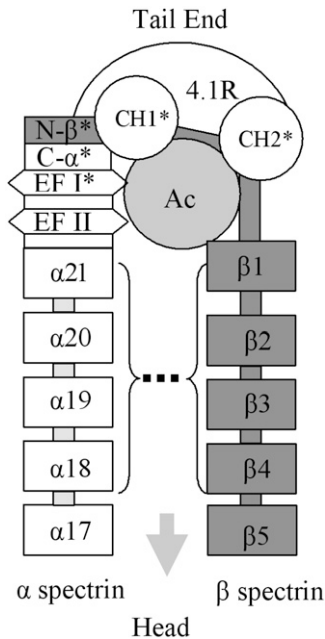 Tail End
4.1R
CH1*
CH2*
N-β*
C-α*
EF I*
EF II
Ac
α21
β1
α20
β2
α19
β3
α18
β4
α17
β5
α spectrin
β spectrin
Head